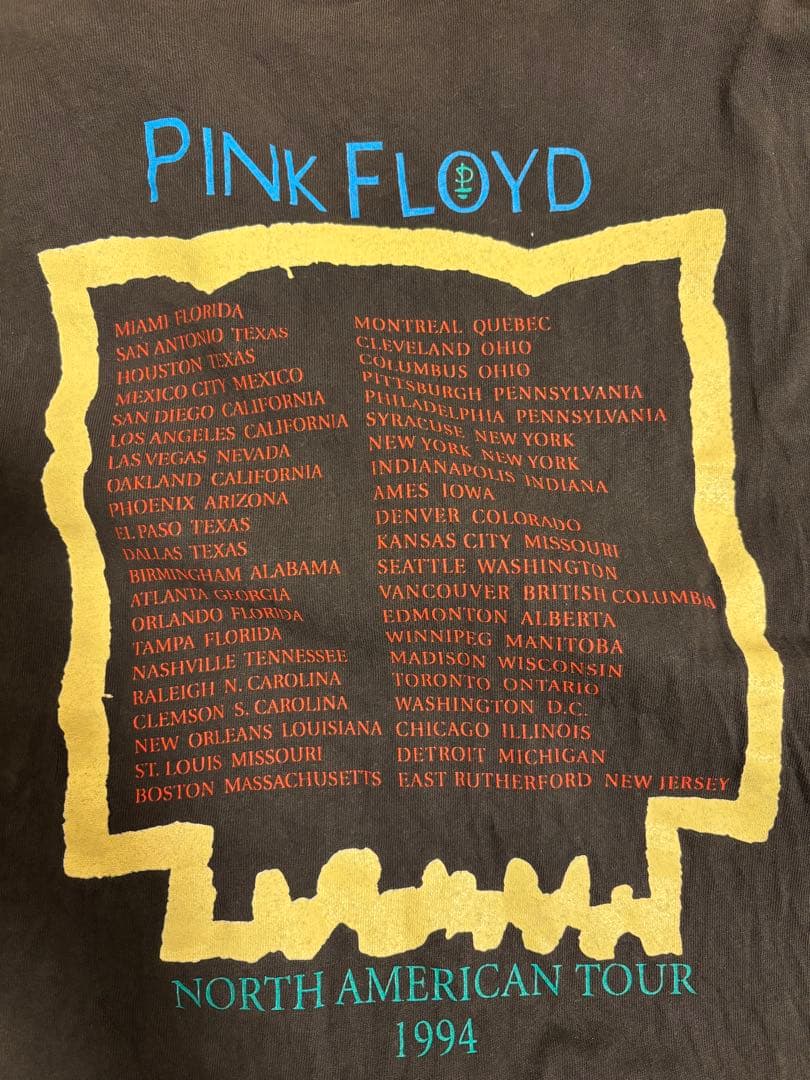 PINK FLOYD
MIAMI FLORIDA
SAN ANTONIO TEXAS
HOUSTON TEXAS
MEXICO CITY MEXICO
SAN DIEGO CALIFORNIA
LOS ANGELES CALIFORNIA
LAS VEGAS NEVADA
OAKLAND CALIFORNIA
PHOENIX ARIZONA
EL PASO TEXAS
DALLAS TEXAS
BIRMINGHAM ALABAMA
ATLANTA GEORGIA
ORLANDO FLORIDA
TAMPA FLORIDA
NASHVILLE TENNESSEE
RALEIGH N. CAROLINA
CLEMSON S. CAROLINA
NEW ORLEANS LOUISIANA
ST. LOUIS MISSOURI
BOSTON MASSACHUSETTS
MONTREAL QUEBEC
CLEVELAND OHIO
COLUMBUS OHIO
PITTSBURGH PENNSYLVANIA
PHILADELPHIA PENNSYLVANIA
SYRACUSE NEW YORK
NEW YORK NEW YORK
INDIANAPOLIS INDIANA
AMES IOWA
DENVER COLORADO
KANSAS CITY MISSOURI
SEATTLE WASHINGTON
VANCOUVER BRITISH COLUMBIA
EDMONTON ALBERTA
WINNIPEG MANITOBA
MADISON WISCONSIN
TORONTO ONTARIO
WASHINGTON D.C.
CHICAGO ILLINOIS
DETROIT MICHIGAN
EAST RUTHERFORD NEW JERSEY
NORTH AMERICAN TOUR
1994